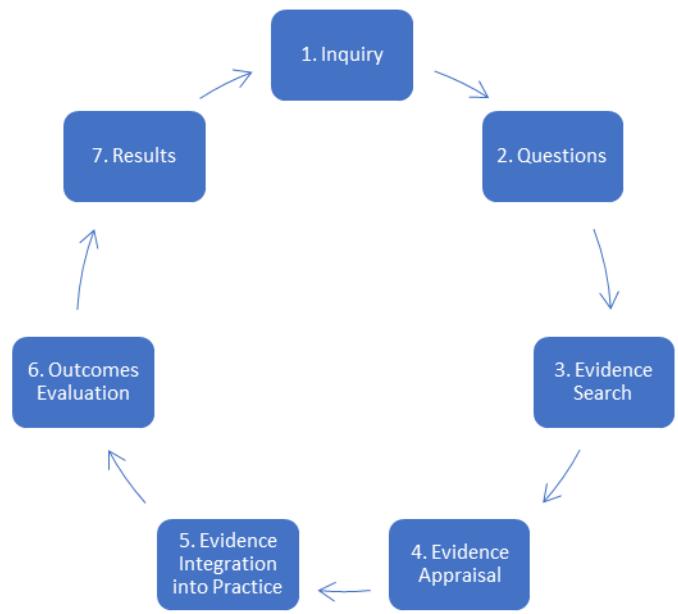 1. Inquiry
2. Questions
3. Evidence
Search
4. Evidence
Appraisal
5. Evidence
Integration
into Practice
6. Outcomes
Evaluation
7. Results